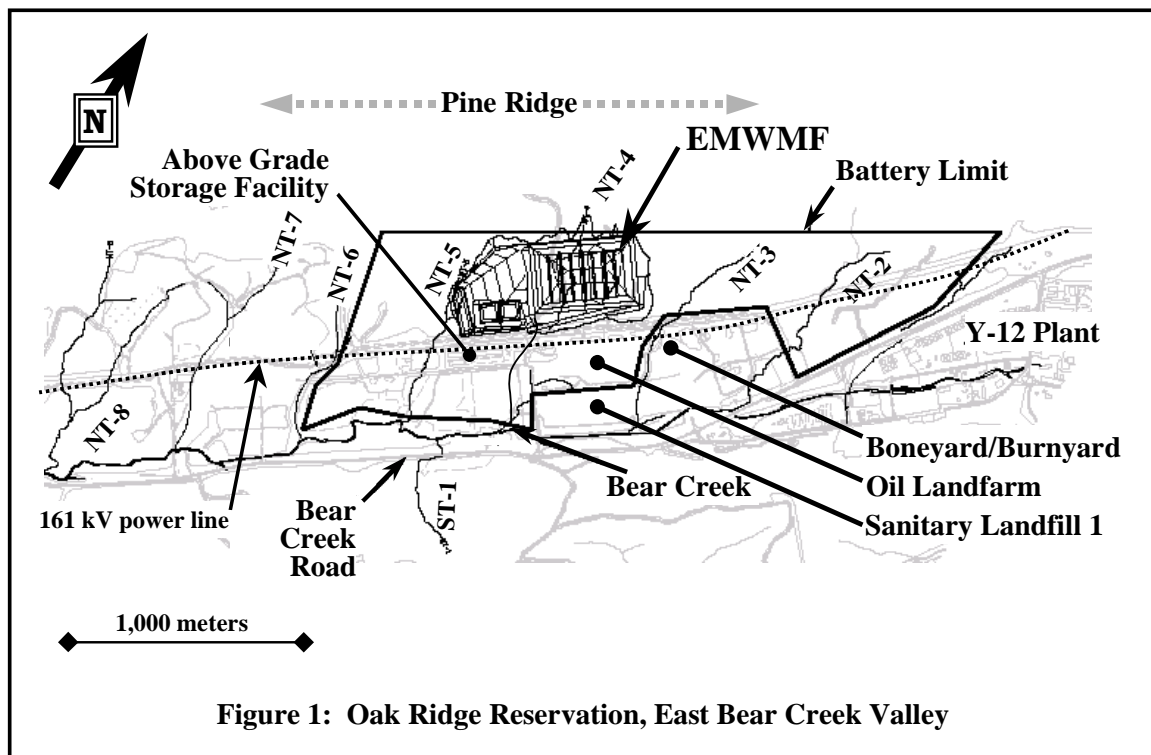 N
Pine Ridge
EMWMF
Above Grade
Storage Facility
NT-4
Battery Limit
NT-7
NT-6
NT-5
NT-3
NT-2
Y-12 Plant
NT-8
Boneyard/Burnyard
Bear Creek
Oil Landfarm
161 kV power line
Bear
Creek
Road
ST-1
Sanitary Landfill 1
1,000 meters
Figure 1: Oak Ridge Reservation, East Bear Creek Valley